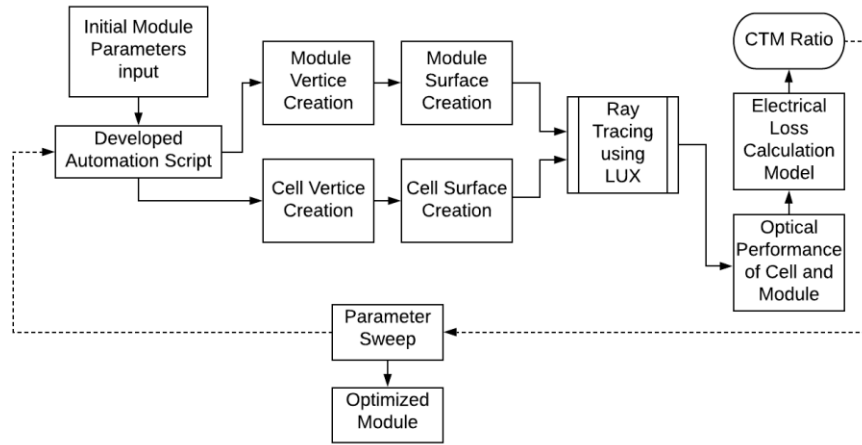 Initial Module
Parameters
input
Developed
Automation Script
Module
Vertice
Creation
Module
Surface
Creation
Cell Vertice
Creation
Cell Surface
Creation
Ray
Tracing
using
LUX
CTM Ratio
Electrical
Loss
Calculation
Model
Optical
Performance
of Cell and
Module
Parameter
Sweep
Optimized
Module